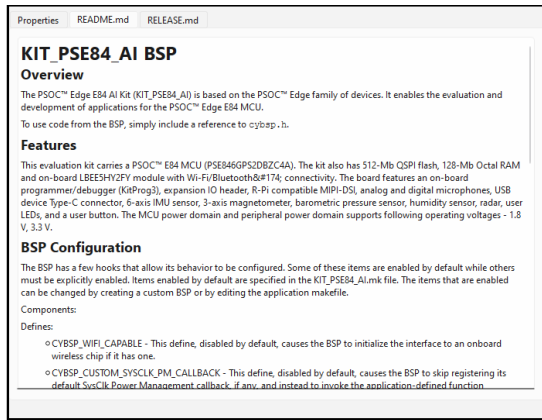 Properties README.md RELEASE.md
KIT_PSE84_AI BSP
Overview
The PSOC™ Edge E84 AI Kit (KIT_PSE84_AI) is based on the PSOC™ Edge family of devices. It enables the evaluation and
development of applications for the PSOC™ Edge E84 MCU.
To use code from the BSP, simply include a reference to cybsp.h.
Features
This evaluation kit carries a PSOC™ E84 MCU (PSE846GPS2DBZC4A). The kit also has 512-Mb QSPI flash, 128-Mb Octal RAM
and on-board LBEE5HY2FY module with Wi-Fi/Bluetooth&#174; connectivity. The board features an on-board
programmer/debugger (KitProg3), expansion IO header, R-Pi compatible MIPI-DSI, analog and digital microphones, USB
device Type-C connector, 6-axis IMU sensor, 3-axis magnetometer, barometric pressure sensor, humidity sensor, radar, user
LEDs, and a user button. The MCU power domain and peripheral power domain supports following operating voltages - 1.8
V, 3.3 V.
BSP Configuration
The BSP has a few hooks that allow its behavior to be configured. Some of these items are enabled by default while others
must be explicitly enabled. Items enabled by default are specified in the KIT_PSE84_AI.mk file. The items that are enabled
can be changed by creating a custom BSP or by editing the application makefile.
Components:
Defines:
CYBSP_WIFI_CAPABLE - This define, disabled by default, causes the BSP to initialize the interface to an onboard
wireless chip if it has one.
CYBSP_CUSTOM_SYSCLK_PM_CALLBACK - This define, disabled by default, causes the BSP to skip registering its
default SysClk Power Management callback, if any, and instead to invoke the application-defined function